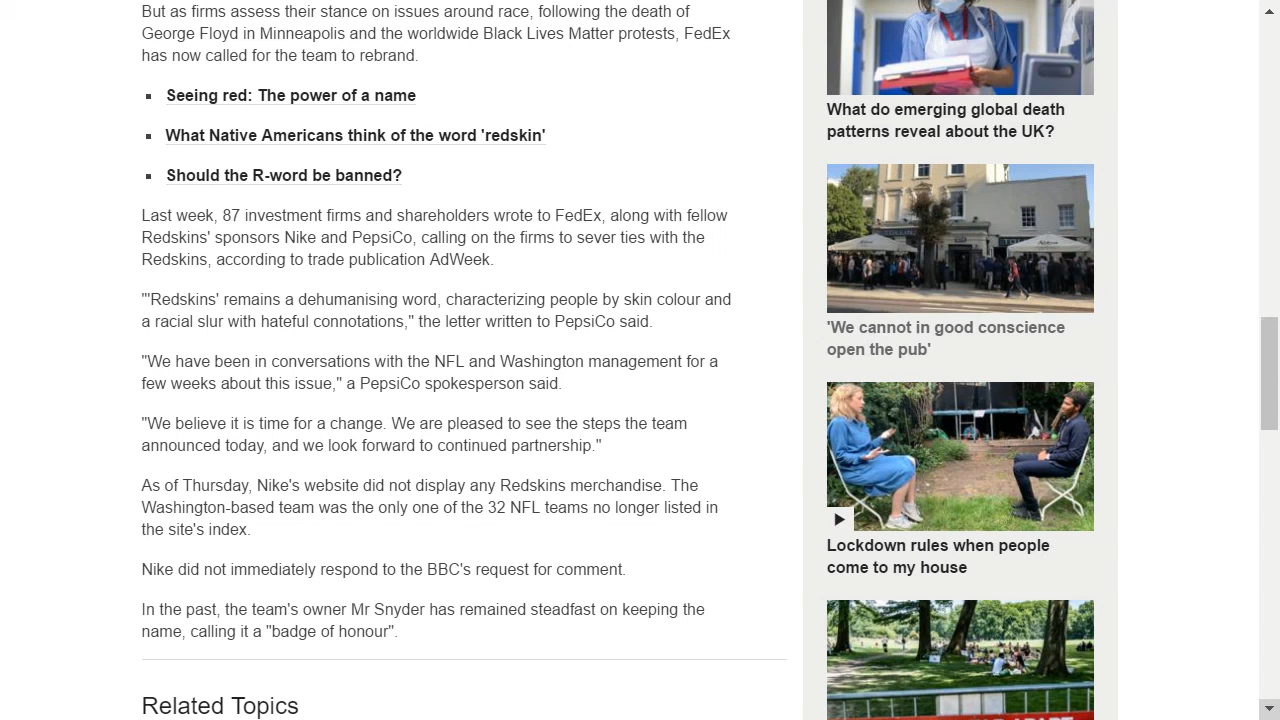 But as firms assess their stance on issues around race, following the death of
George Floyd in Minneapolis and the worldwide Black Lives Matter protests, FedEx
has now called for the team to rebrand.
Seeing red: The power of a name
What Native Americans think of the word 'redskin'
Should the R-word be banned?
Last week, 87 investment firms and shareholders wrote to FedEx, along with fellow
Redskins' sponsors Nike and PepsiCo, calling on the firms to sever ties with the
Redskins, according to trade publication AdWeek.
"'Redskins' remains a dehumanising word, characterizing people by skin colour and
a racial slur with hateful connotations," the letter written to PepsiCo said.
"We have been in conversations with the NFL and Washington management for a
few weeks about this issue," a PepsiCo spokesperson said.
"We believe it is time for a change. We are pleased to see the steps the team
announced today, and we look forward to continued partnership."
As of Thursday, Nike's website did not display any Redskins merchandise. The
Washington-based team was the only one of the 32 NFL teams no longer listed in
the site's index.
Nike did not immediately respond to the BBC's request for comment.
In the past, the team's owner Mr Snyder has remained steadfast on keeping the
name, calling it a "badge of honour".
Related Topics
What do emerging global death
patterns reveal about the UK?
'We cannot in good conscience
open the pub'
Lockdown rules when people
come to my house